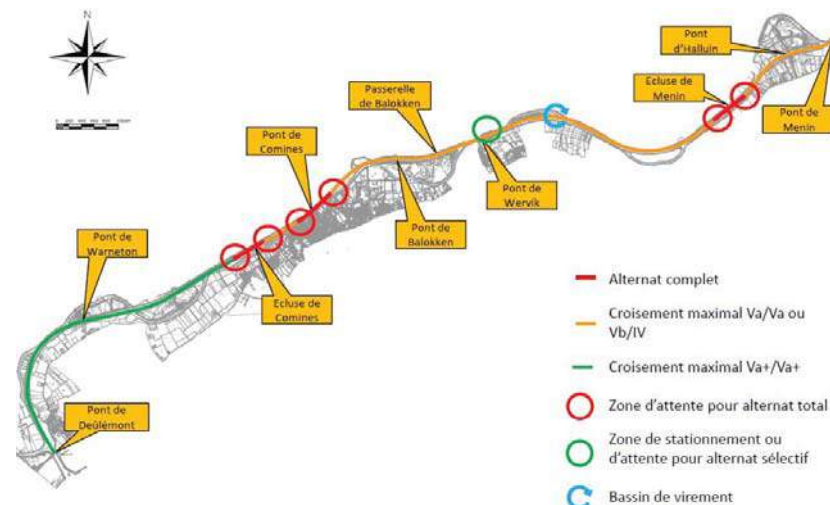 N
Pont
d'Halluin
Ecluse de
Menin
Pont de
Menin
Passerelle
de Balokken
Pont de
Comines
Pont de
Wervik
Pont de
Balokken
Pont de
Warneton
Ecluse de
Comines
Pont de
Deûlémont
Alternat complet
Croisement maximal Va/Va ou
Vb/IV
Croisement maximal Va+/Va+
Zone d'attente pour alternat total
Zone de stationnement ou
d'attente pour alternat sélectif
Bassin de virement